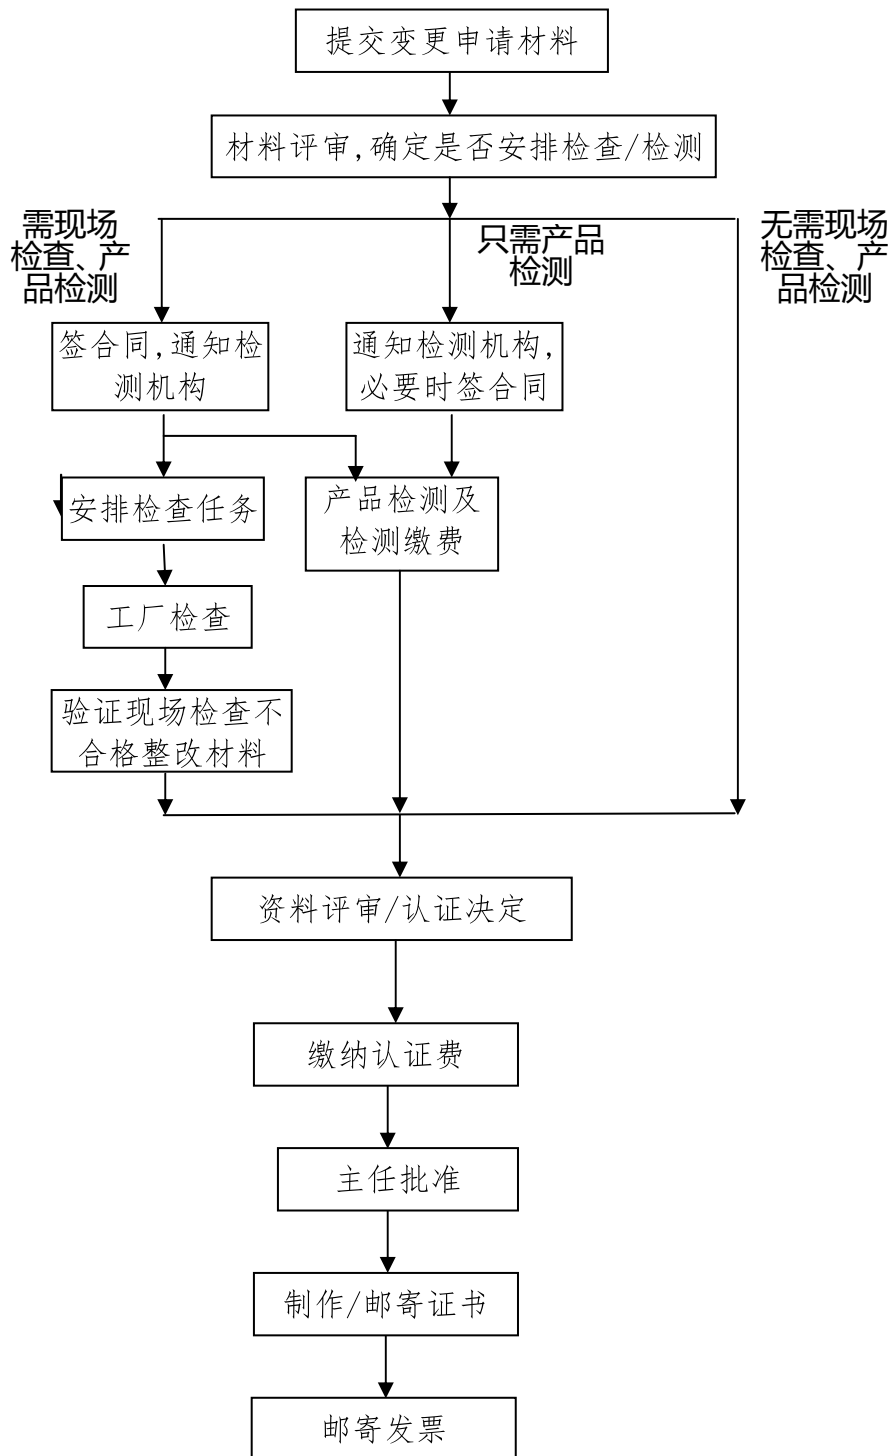 提交变更申请材料
材料评审,确定是否安排检查/检测
需现场
检查、产
品检测
只需产品
检测
无需现场
检查、产
品检测
签合同,通知检
测机构
通知检测机构,
必要时签合同
安排检查任务
产品检测及
检测缴费
工厂检查
验证现场检查不
合格整改材料
资料评审/认证决定
缴纳认证费
主任批准
制作/邮寄证书
邮寄发票